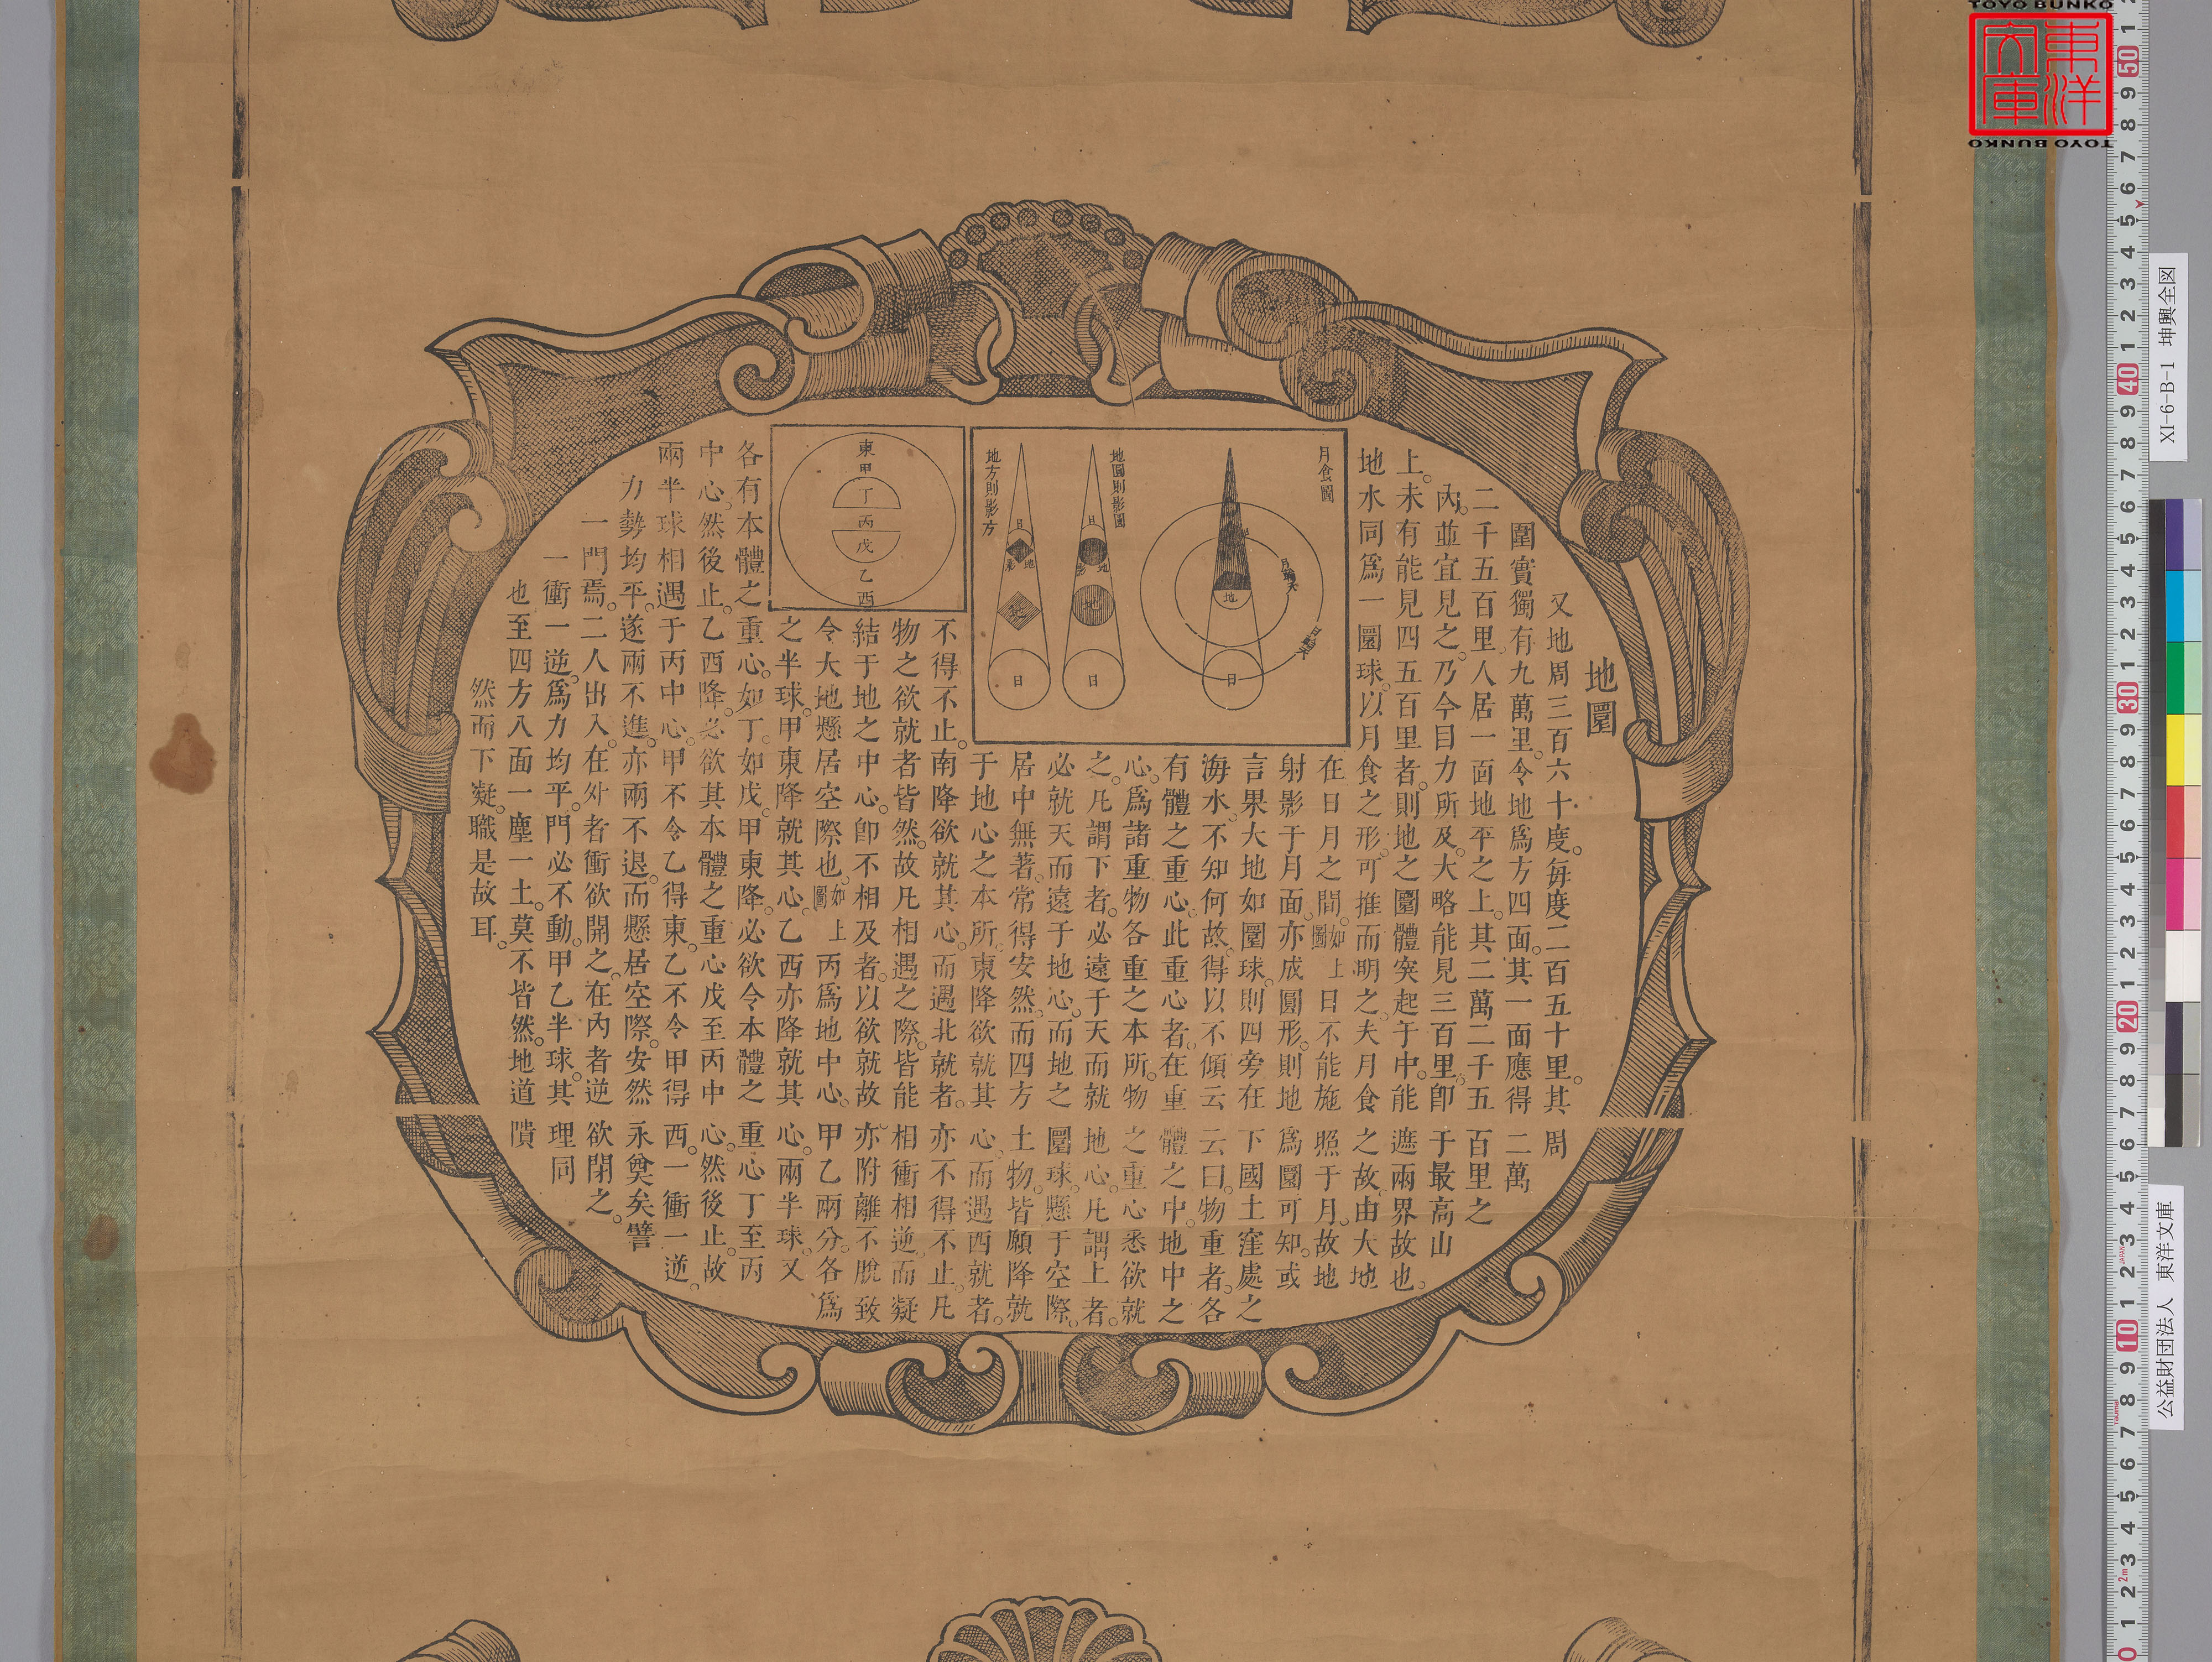 地圜
又地周三百六十度。每度二百五十里。其周
圍實獨有九萬里。令地爲方四面。其一面應得二萬
二千五百里。人居一面地平之上。其二萬二千五百里之
內。並宜見之。乃今目力所及。大略能見三百里。卽于最高山
上。未有能見四五百里者。則地之圜體突起于中。能遮兩界故也。
地水同爲一圜球。以月食之形。可推而明之。夫月食之故。由大地
月食圖
月輪天
日輪天
地
日
地圜則影圜
月
地影
地
日
地方則影方
月
地影
地
日
在日月之間。如上圖日不能施照于月。故地
射影于月面。亦成圜形。則地爲圜可知。或
言果大地如圜球。則四旁在下國土窪處之
海水。不知何故。得以不傾云云曰。物重者。各
有體之重心。此重心者。在重體之中。地中之
心。爲諸重物各重之本所。物之重心悉欲就
之。凡謂下者。必遠于天而就地心。凡謂上者。
必就天而遠于地心。而地之圜球。懸于空際。
居中無著。常得安然。而四方土物。皆願降就
于地心之本所。東降欲就其心。而遇西就者。
不得不止。南降欲就其心。而遇北就者。亦不得不止。凡
物之欲就者皆然。故凡相遇之際。皆能相衝相逆。而凝
結于地之中心。卽不相及者。以欲就故亦附離不脫致
令大地懸居空際也。如上圖丙爲地中心。甲乙兩分。各爲
之半球。甲東降就其心。乙西亦降就其心。兩半球。又
東
甲
丁
丙
戊
乙
西
各有本體之重心。如丁。如戊。甲東降。必欲令本體之重心丁至丙
中心。然後止。乙西降。必欲其本體之重心戊至丙中心。然後止。故
兩半球相遇于丙中心。甲不令乙得東。乙不令甲得西。一衝一逆。
力勢均平。遂兩不進。亦兩不退。而懸居空際。安然永奠矣譬
一門焉。二人出入。在外者衝欲開之。在內者逆欲閉之。
一衝一逆。爲力均平。門必不動。甲乙半球。其理同
也至四方八面一塵一土。莫不皆然。地道隤
然而下凝。職是故耳。
TOYO BUNKO
東洋文庫
TOYO BUNKO
XI-6-B-1 坤輿全図
公益財団法人 東洋文庫